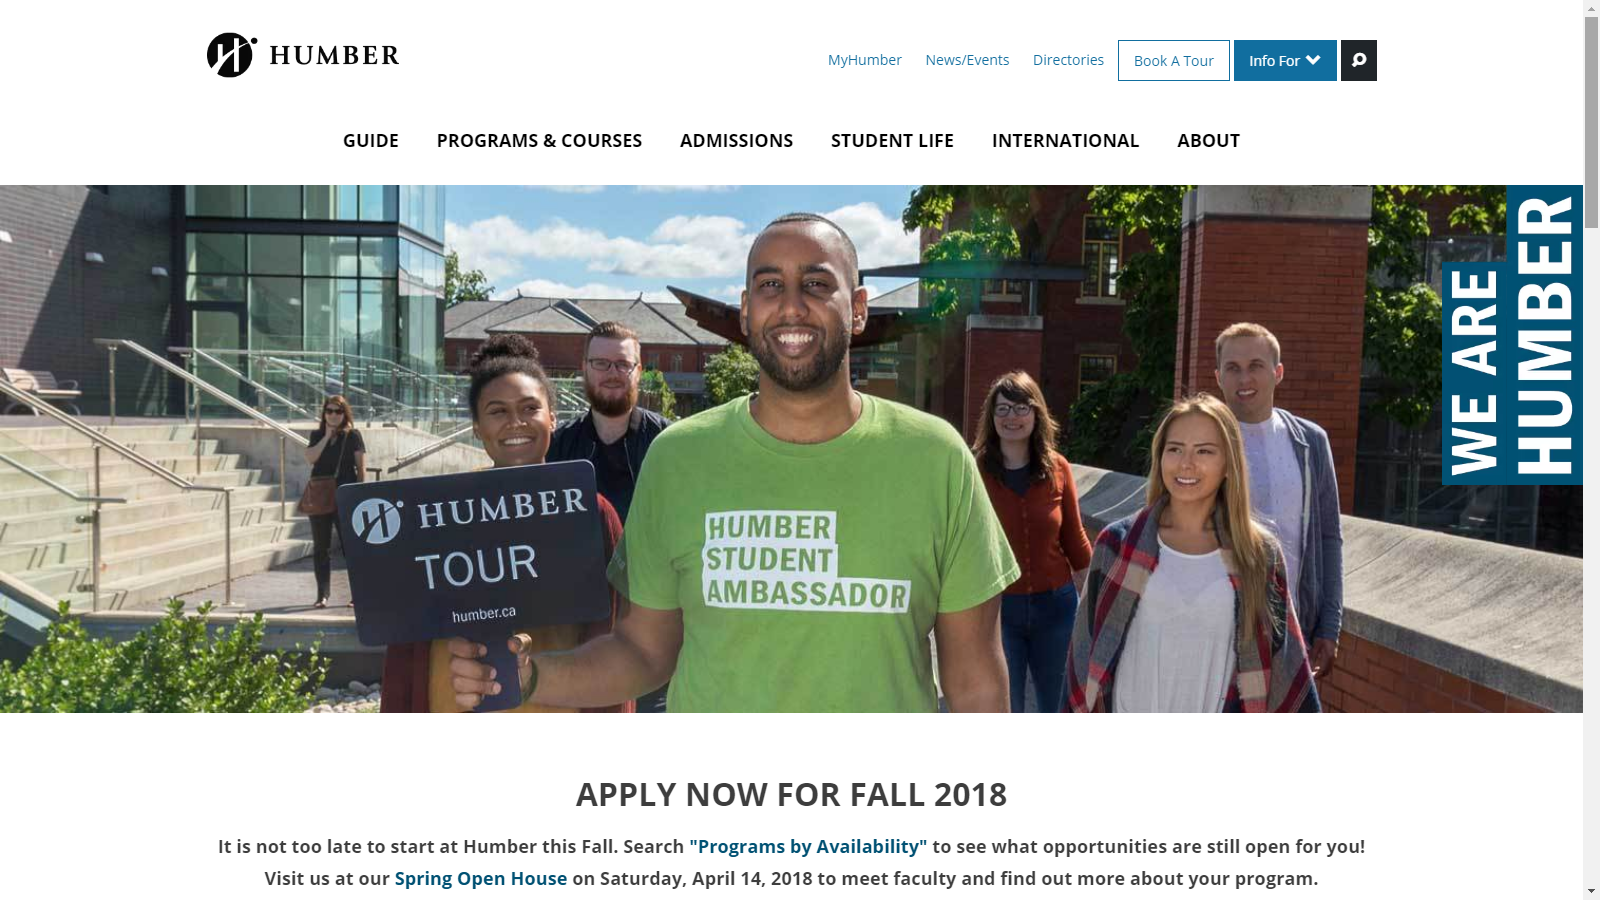 HUMBER
MyHumber
News/Events
Directories
Book A Tour
Info For
GUIDE
PROGRAMS & COURSES
ADMISSIONS
STUDENT LIFE
INTERNATIONAL
ABOUT
WE ARE
HUMBER
HUMBER
TOUR
humber.ca
HUMBER
STUDENT
AMBASSADOR
APPLY NOW FOR FALL 2018
It is not too late to start at Humber this Fall. Search "Programs by Availability" to see what opportunities are still open for you!
Visit us at our Spring Open House on Saturday, April 14, 2018 to meet faculty and find out more about your program.